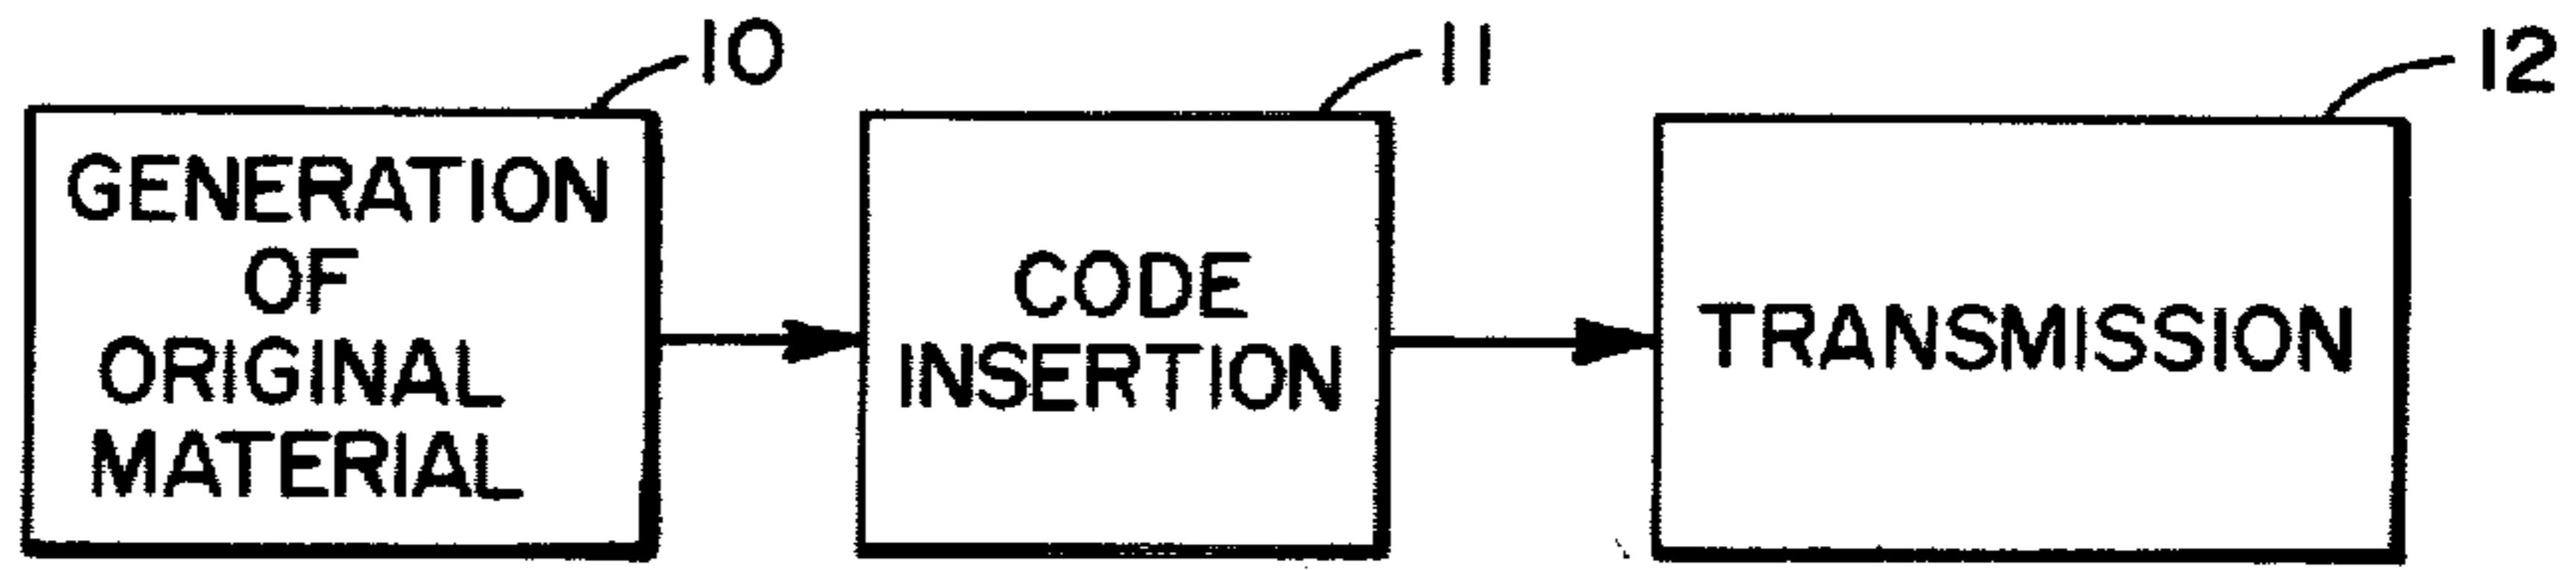 10
GENERATION
OF
ORIGINAL
MATERIAL
11
CODE
INSERTION
12
TRANSMISSION